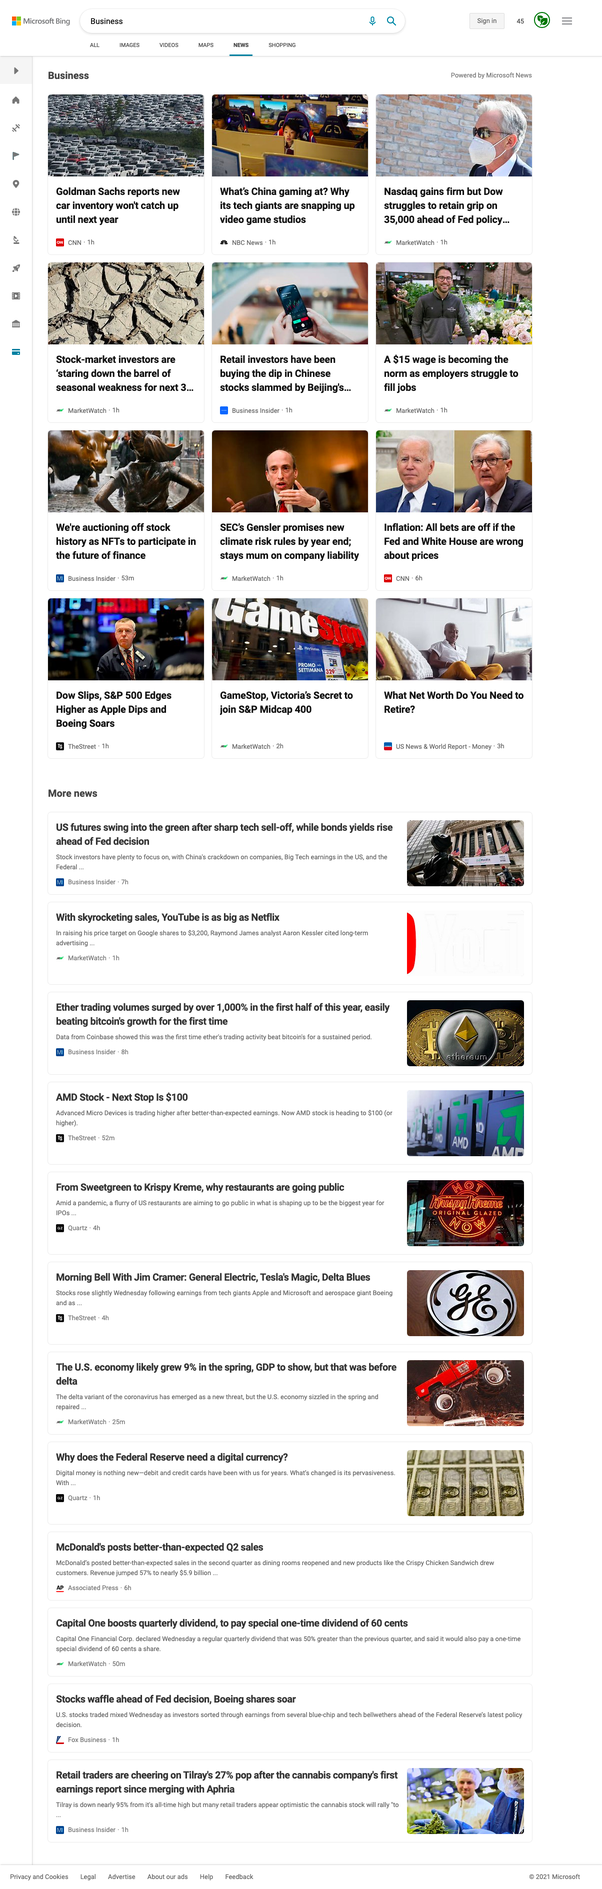 Microsoft Bing
Business
Sign in
45
ALL IMAGES VIDEOS MAPS NEWS SHOPPING
Business
Powered by Microsoft News
Goldman Sachs reports new
car inventory won't catch up
until next year
CNN · 1h
What's China gaming at? Why
its tech giants are snapping up
video game studios
NBC News · 1h
Nasdaq gains firm but Dow
struggles to retain grip on
35,000 ahead of Fed policy...
MarketWatch · 1h
Stock-market investors are
'staring down the barrel of
seasonal weakness for next 3...
MarketWatch · 1h
Retail investors have been
buying the dip in Chinese
stocks slammed by Beijing's...
Business Insider · 1h
A $15 wage is becoming the
norm as employers struggle to
fill jobs
MarketWatch · 1h
We're auctioning off stock
history as NFTs to participate in
the future of finance
Business Insider · 53m
SEC's Gensler promises new
climate risk rules by year end;
stays mum on company liability
MarketWatch · 1h
Inflation: All bets are off if the
Fed and White House are wrong
about prices
CNN · 6h
GameStop
PROMO
SETTIMANA
Dow Slips, S&P 500 Edges
Higher as Apple Dips and
Boeing Soars
TheStreet · 1h
GameStop, Victoria's Secret to
join S&P Midcap 400
MarketWatch · 2h
What Net Worth Do You Need to
Retire?
US News & World Report - Money · 3h
More news
US futures swing into the green after sharp tech sell-off, while bonds yields rise
ahead of Fed decision
Stock investors have plenty to focus on, with China's crackdown on companies, Big Tech earnings in the US, and the
Federal ...
Business Insider · 7h
With skyrocketing sales, YouTube is as big as Netflix
In raising his price target on Google shares to $3,200, Raymond James analyst Aaron Kessler cited long-term
advertising ...
MarketWatch · 1h
You
Ether trading volumes surged by over 1,000% in the first half of this year, easily
beating bitcoin's growth for the first time
Data from Coinbase showed this was the first time ether's trading activity beat bitcoin's for a sustained period.
Business Insider · 8h
ethereum
AMD Stock - Next Stop Is $100
Advanced Micro Devices is trading higher after better-than-expected earnings. Now AMD stock is heading to $100 (or
higher).
TheStreet · 52m
AMD
AMD
From Sweetgreen to Krispy Kreme, why restaurants are going public
Amid a pandemic, a flurry of US restaurants are aiming to go public in what is shaping up to be the biggest year for
IPOs ...
Quartz · 4h
HOT
Krispy Kreme
ORIGINAL GLAZED
NOW
Morning Bell With Jim Cramer: General Electric, Tesla's Magic, Delta Blues
Stocks rose slightly Wednesday following earnings from tech giants Apple and Microsoft and aerospace giant Boeing
and as ...
TheStreet · 4h
GE
The U.S. economy likely grew 9% in the spring, GDP to show, but that was before
delta
The delta variant of the coronavirus has emerged as a new threat, but the U.S. economy sizzled in the spring and
repaired ...
MarketWatch · 25m
Why does the Federal Reserve need a digital currency?
Digital money is nothing new—debit and credit cards have been with us for years. What's changed is its pervasiveness.
With ...
Quartz · 1h
McDonald's posts better-than-expected Q2 sales
McDonald's posted better-than-expected sales in the second quarter as dining rooms reopened and new products like the Crispy Chicken Sandwich drew
customers. Revenue jumped 57% to nearly $5.9 billion ...
AP Associated Press · 6h
Capital One boosts quarterly dividend, to pay special one-time dividend of 60 cents
Capital One Financial Corp. declared Wednesday a regular quarterly dividend that was 50% greater than the previous quarter, and said it would also pay a one-time
special dividend of 60 cents a share.
MarketWatch · 50m
Stocks waffle ahead of Fed decision, Boeing shares soar
U.S. stocks traded mixed Wednesday as investors sorted through earnings from several blue-chip and tech bellwethers ahead of the Federal Reserve's latest policy
decision.
Fox Business · 1h
Retail traders are cheering on Tilray's 27% pop after the cannabis company's first
earnings report since merging with Aphria
Tilray is down nearly 95% from it's all-time high but many retail traders appear optimistic the cannabis stock will rally "to
...
Business Insider · 1h
Privacy and Cookies Legal Advertise About our ads Help Feedback
© 2021 Microsoft